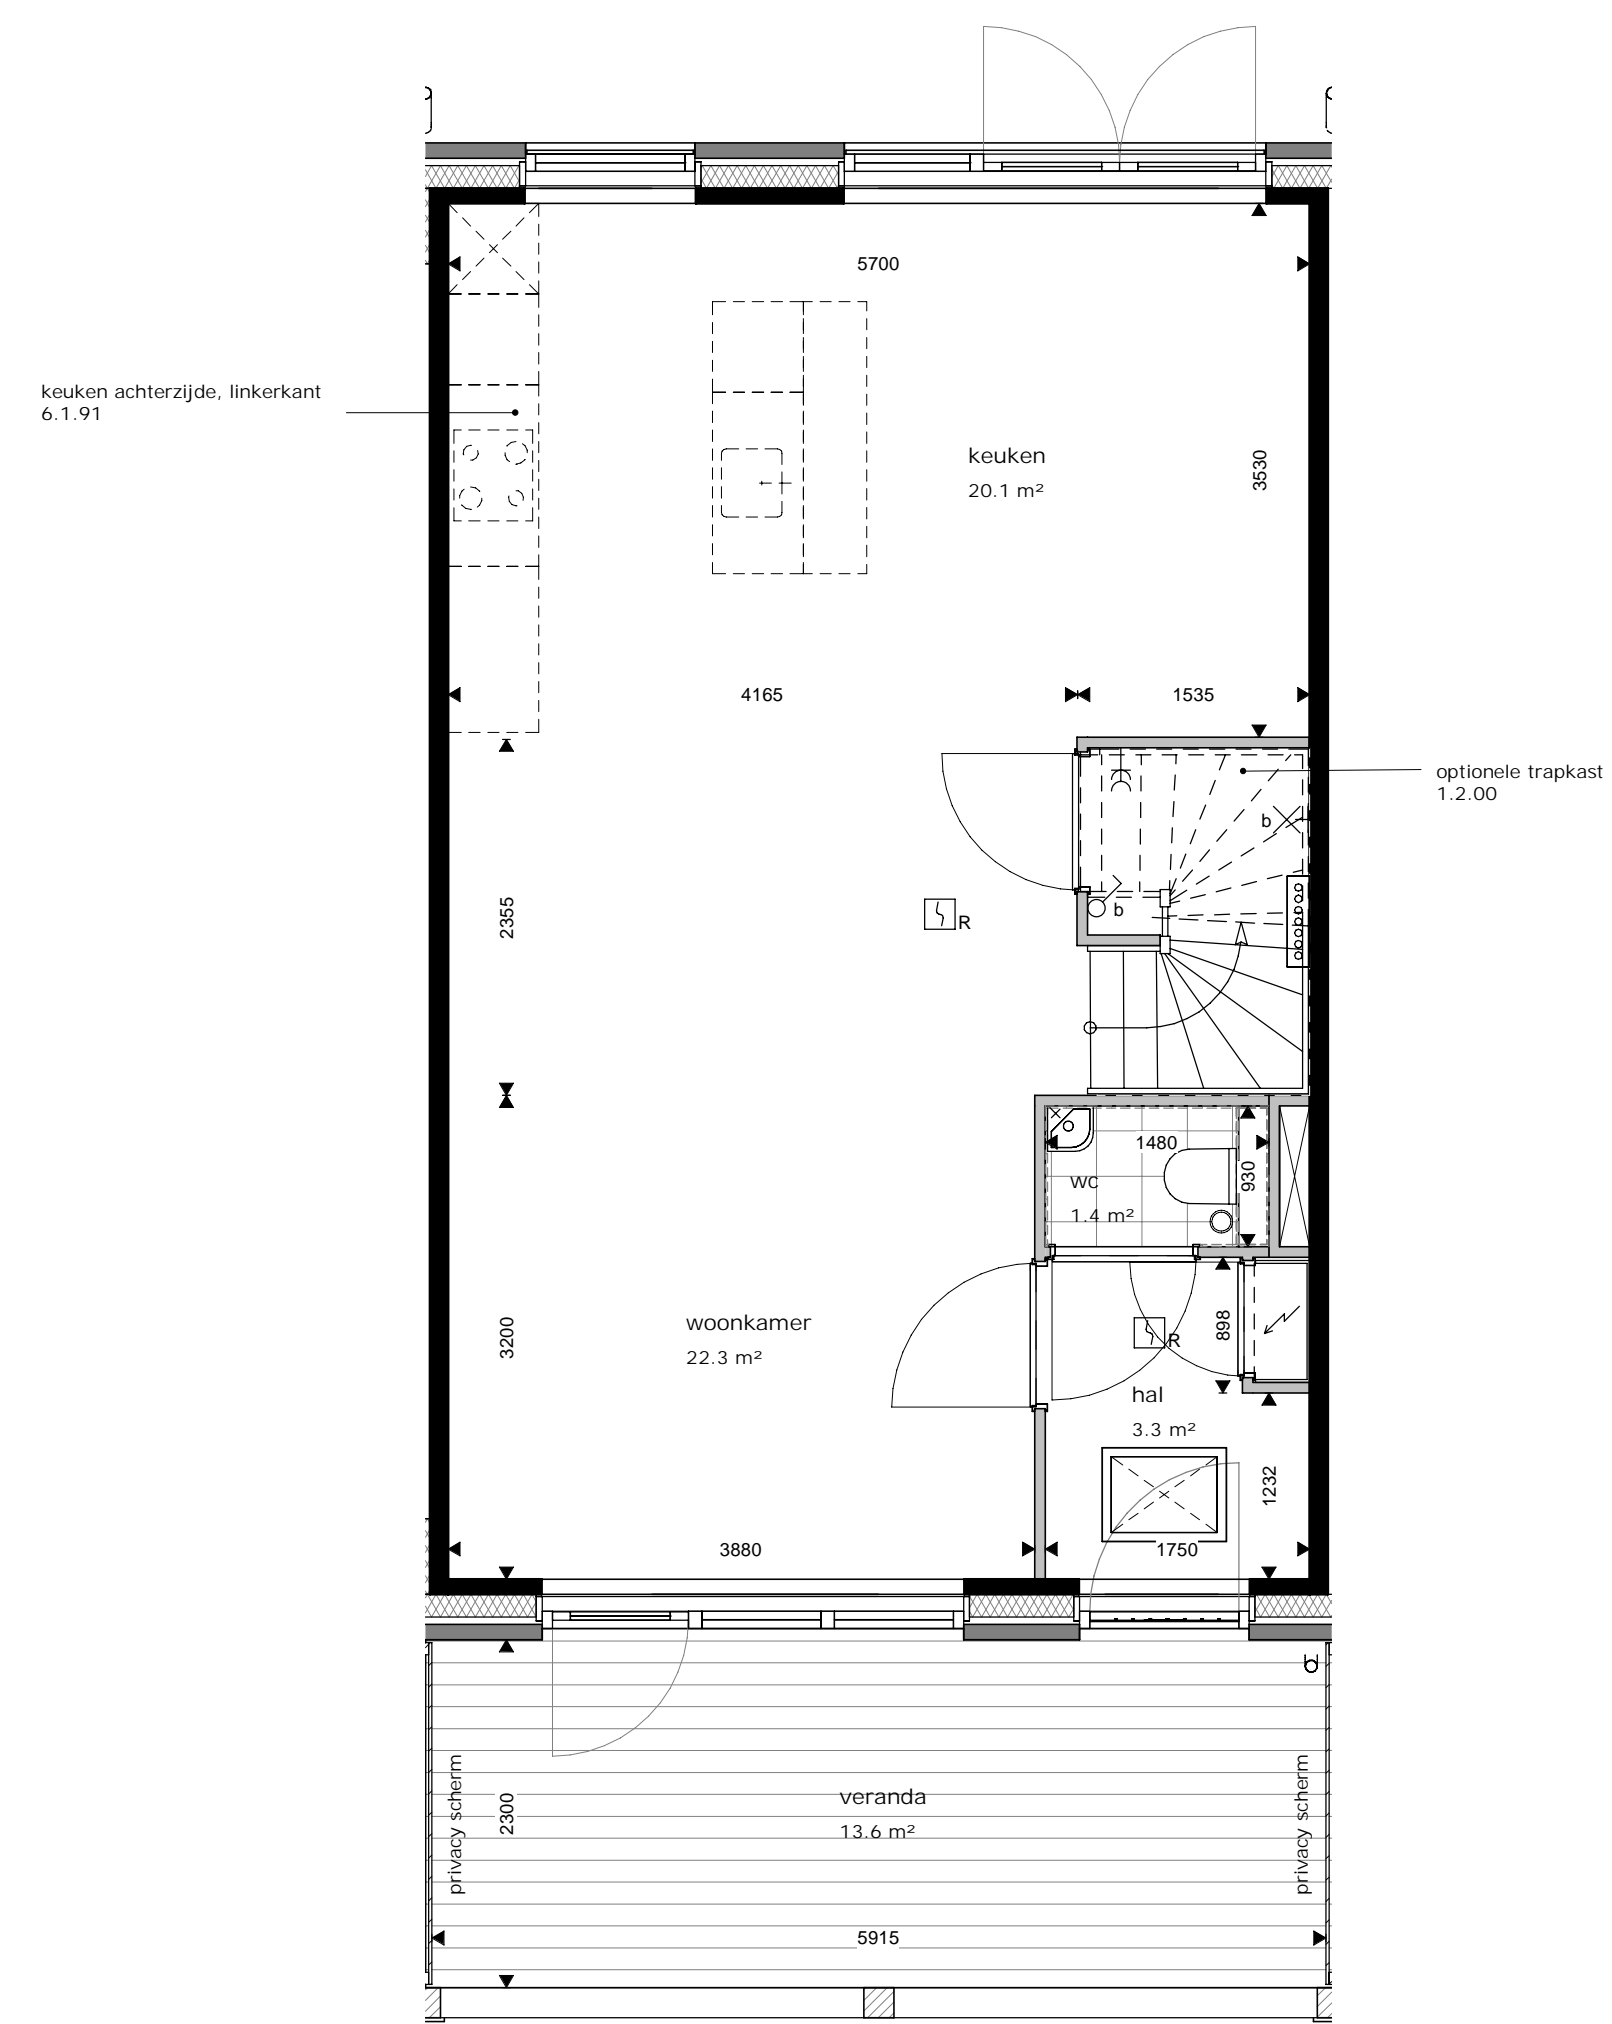 5700
keuken achterzijde, linkerkant
6.1.91
keuken
20.1 m²
3530
4165
1535
optionele trapkast
1.2.00
b
2355
R
b
1480
930
wc
1.4 m²
woonkamer
22.3 m²
3200
898
R
hal
3.3 m²
1232
3880
1750
privacy scherm
2300
veranda
13.6 m²
privacy scherm
5915